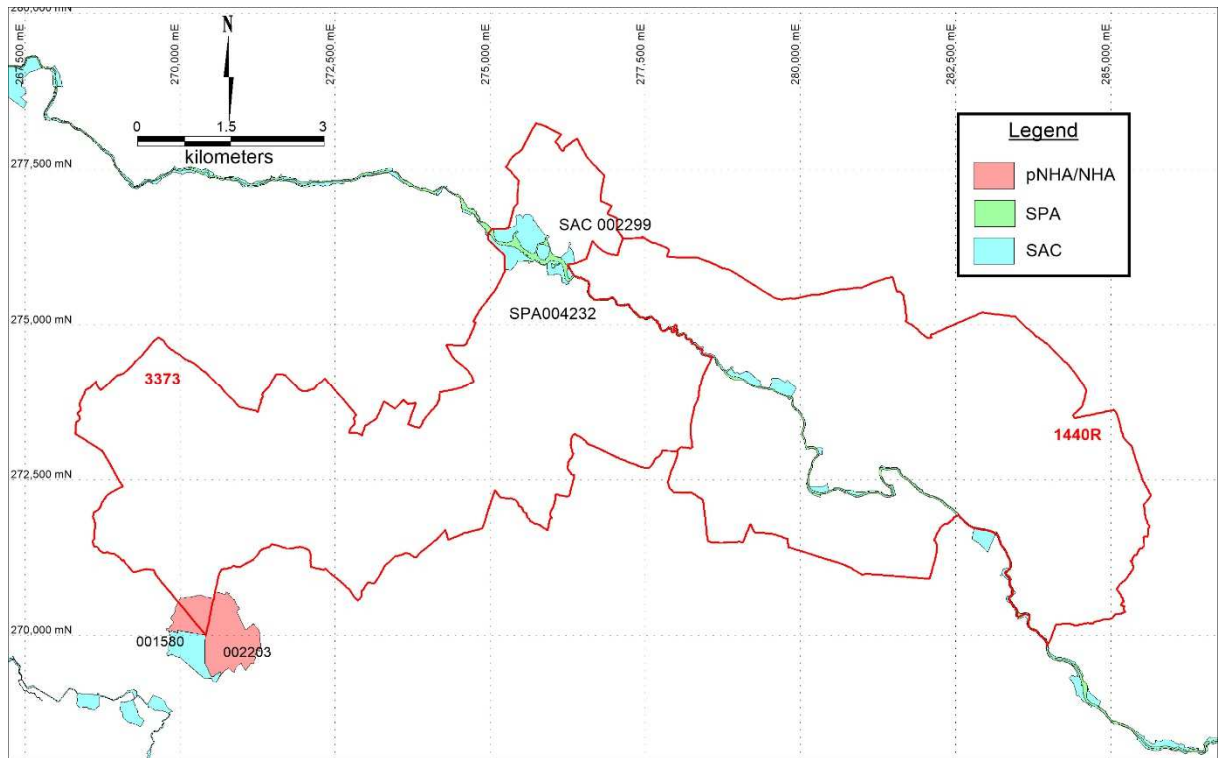 280,000 mN
267,500 mE
270,000 mE
272,500 mE
275,000 mE
277,500 mE
280,000 mE
282,500 mE
285,000 mE
N
0 1.5 3
kilometers
Legend
pNHA/NHA
SPA
SAC
277,500 mN
SAC 002299
SPA004232
275,000 mN
3373
1440R
272,500 mN
270,000 mN
001580
002203